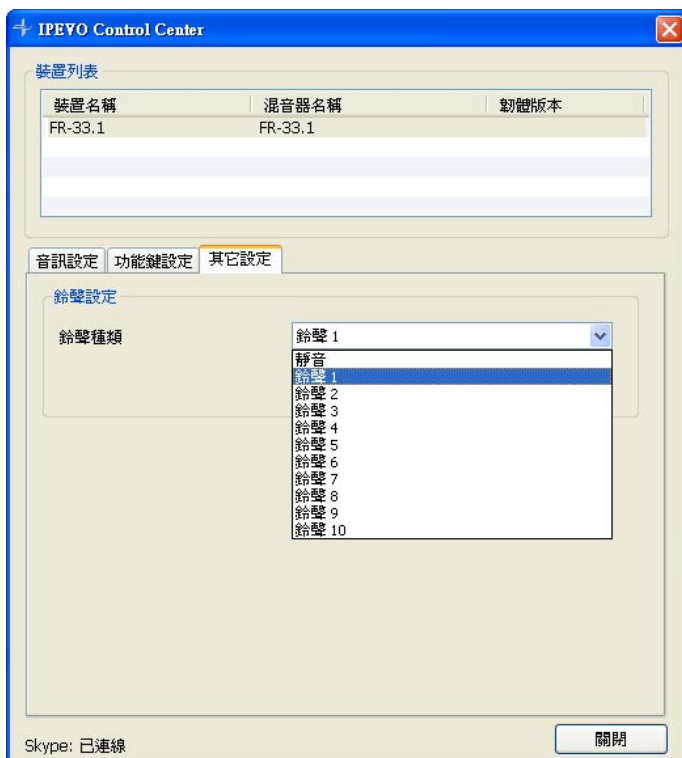 IPEVO Control Center
裝置列表
裝置名稱 混音器名稱 韌體版本
FR-33.1 FR-33.1
音訊設定 功能鍵設定 其它設定
鈴聲設定
鈴聲種類 鈴聲 1
靜音
鈴聲 1
鈴聲 2
鈴聲 3
鈴聲 4
鈴聲 5
鈴聲 6
鈴聲 7
鈴聲 8
鈴聲 9
鈴聲 10
Skype: 已連線 關閉